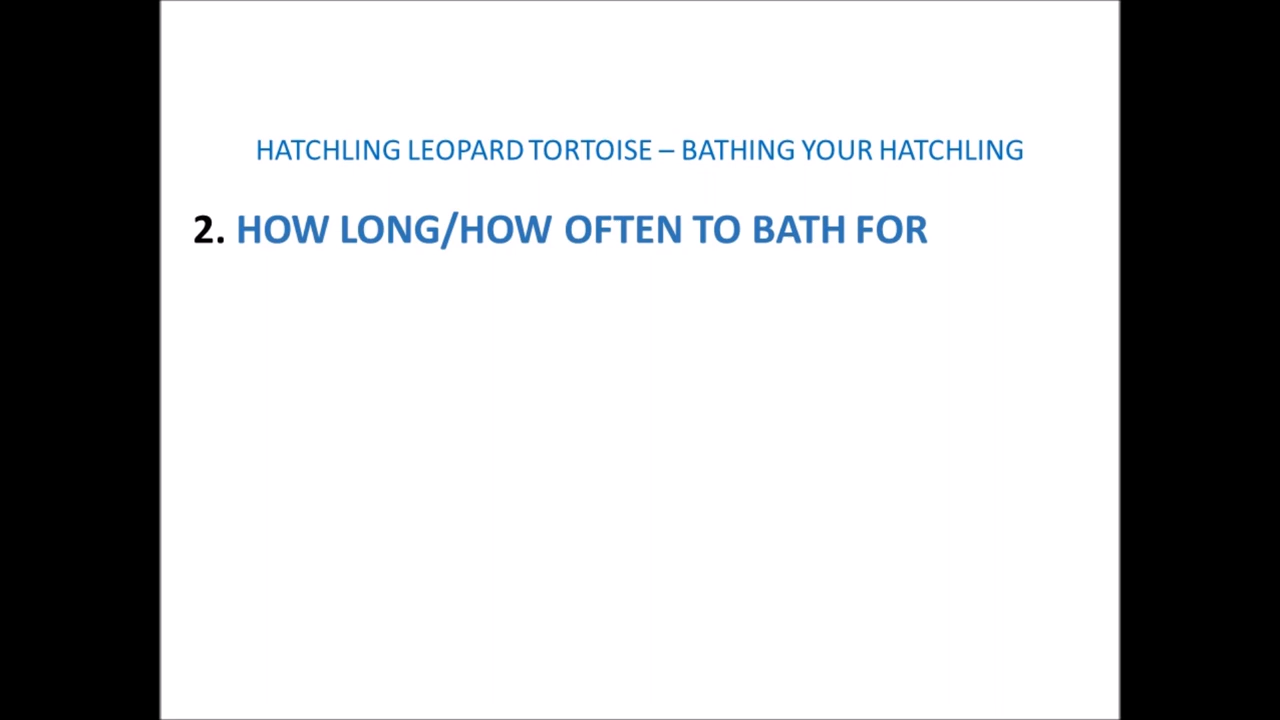 HATCHLING LEOPARD TORTOISE – BATHING YOUR HATCHLING
2. HOW LONG/HOW OFTEN TO BATH FOR